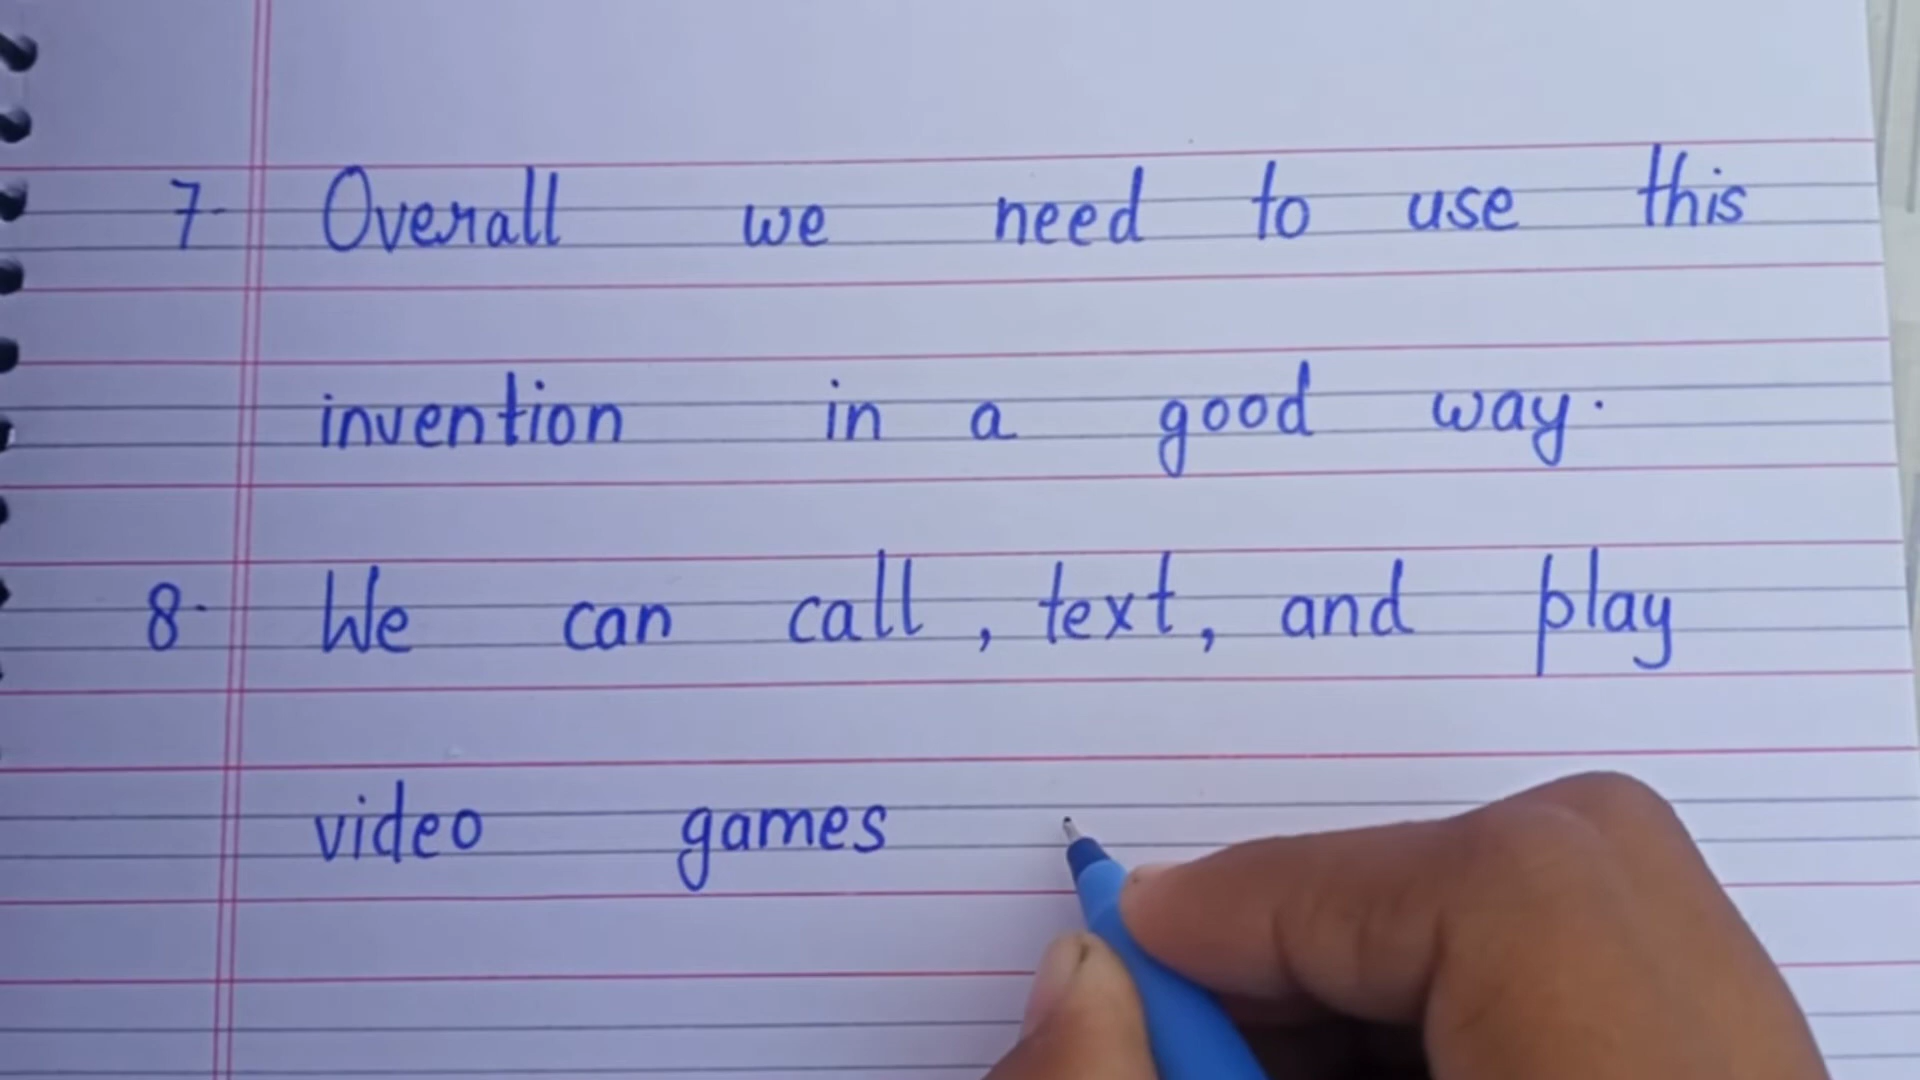 7. Overall we need to use this
invention in a good way.
8. We can call, text, and play
video games